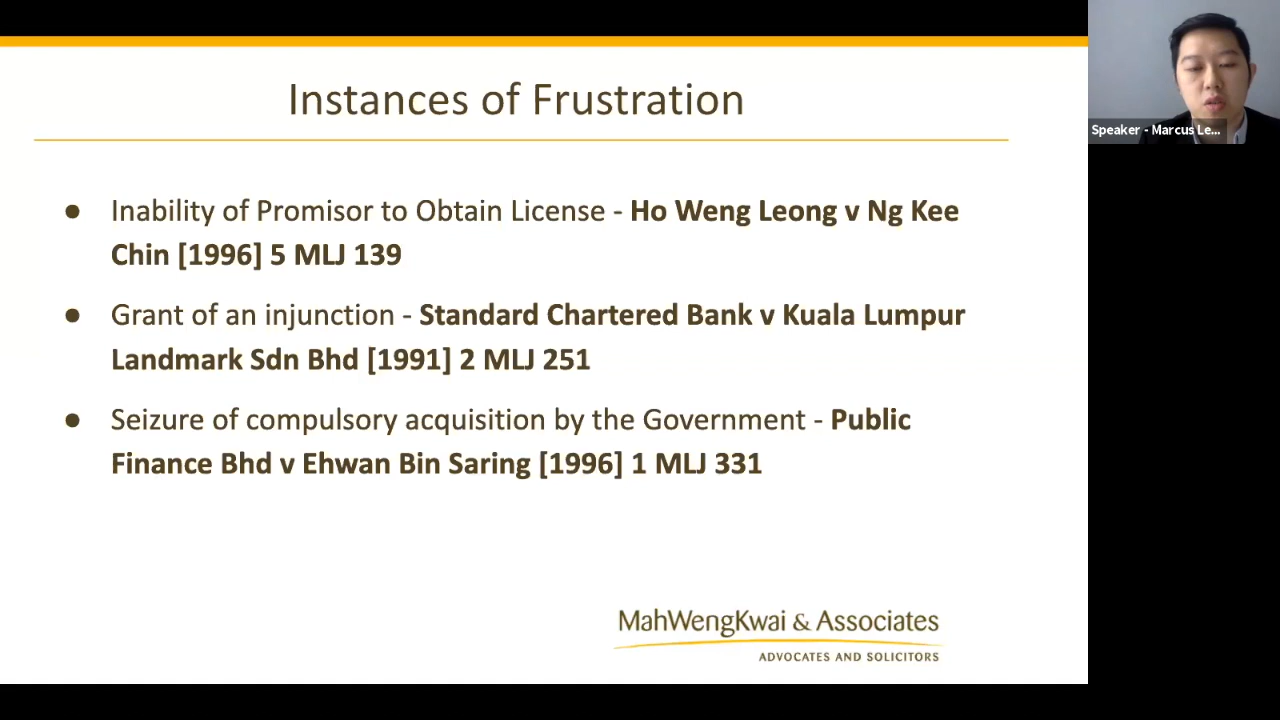 Instances of Frustration
Speaker - Marcus Le...
● Inability of Promisor to Obtain License - Ho Weng Leong v Ng Kee
Chin [1996] 5 MLJ 139
● Grant of an injunction - Standard Chartered Bank v Kuala Lumpur
Landmark Sdn Bhd [1991] 2 MLJ 251
● Seizure of compulsory acquisition by the Government - Public
Finance Bhd v Ehwan Bin Saring [1996] 1 MLJ 331
MahWengKwai & Associates
ADVOCATES AND SOLICITORS